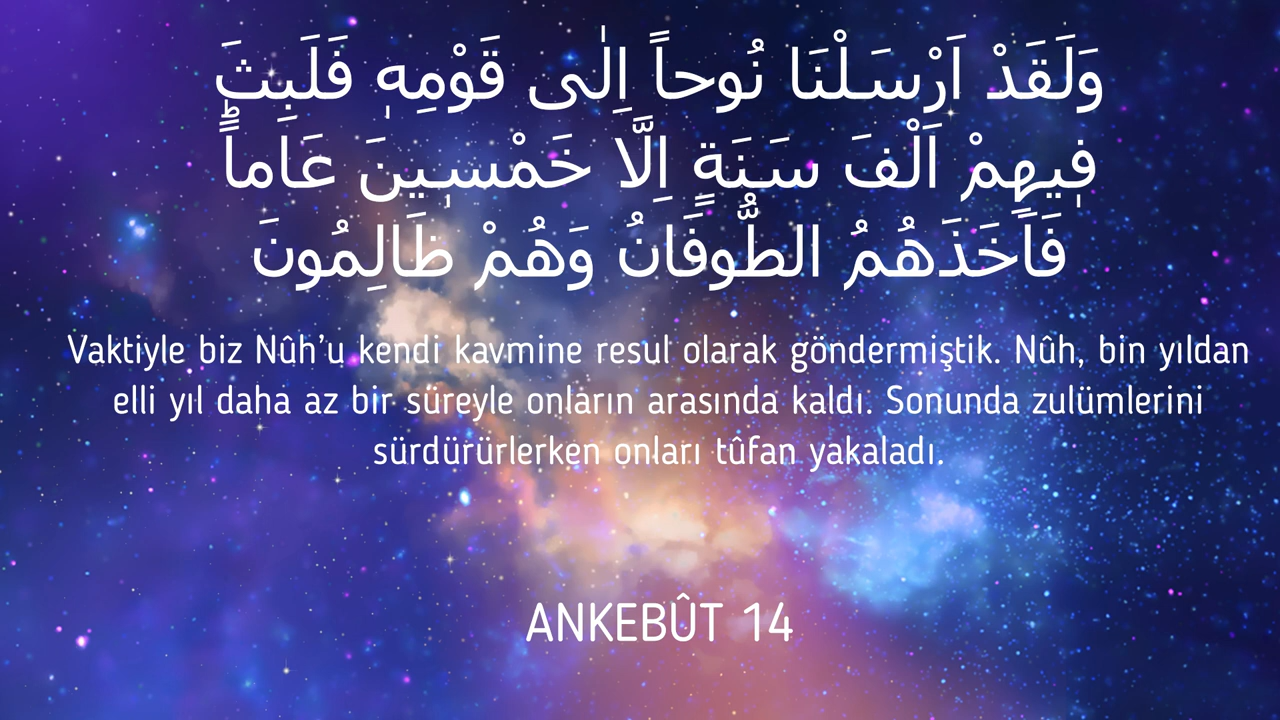 وَلَقَدْ اَرْسَلْنَا نُوحاً اِلٰى قَوْمِهٖ فَلَبِثَ
فٖيهِمْ اَلْفَ سَنَةٍ اِلَّا خَمْسٖينَ عَاماًؕ
فَاَخَذَهُمُ الطُّوفَانُ وَهُمْ ظَالِمُونَ
Vaktiyle biz Nûh’u kendi kavmine resul olarak göndermiştik. Nûh, bin yıldan
elli yıl daha az bir süreyle onların arasında kaldı. Sonunda zulümlerini
sürdürürlerken onları tûfan yakaladı.
ANKEBÛT 14